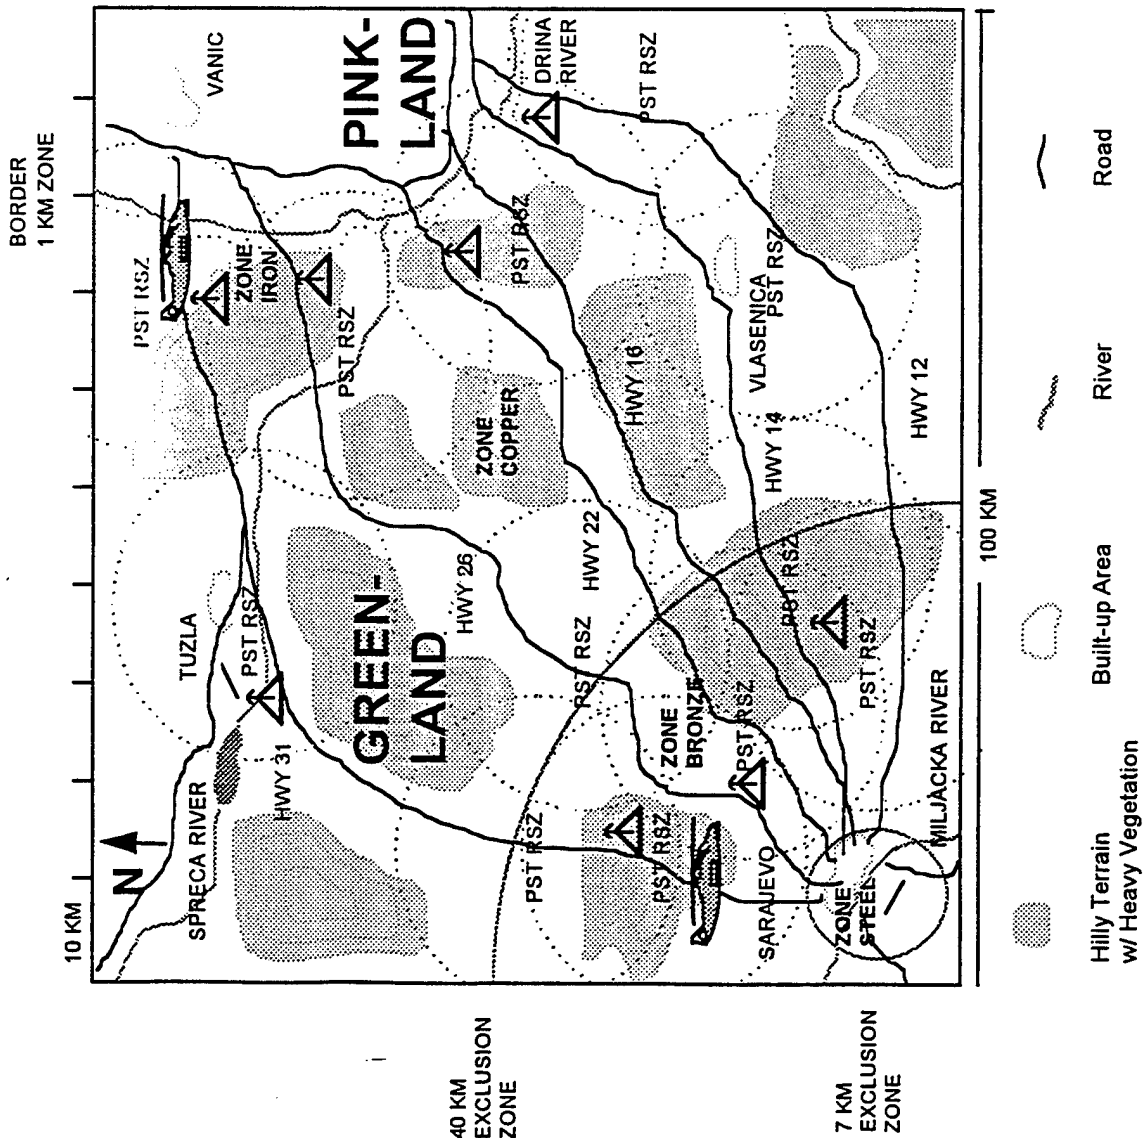 BORDER
1 KM ZONE
10 KM
N
VANIC
PINK-
LAND
DRINA
RIVER
PST RSZ
PST RSZ
ZONE
IRON
PST RSZ
PST RSZ
VLASENICA
PST RSZ
HWY 16
HWY 12
ZONE
COPPER
HWY 14
HWY 22
HWY 26
TUZLA
PST RSZ
GREEN-
LAND
PST RSZ
PST RSZ
PST RSZ
ZONE
BRONZE
PST RSZ
SPRECA RIVER
HWY 31
PST RSZ
PST RSZ
SARAJEVO
ZONE
STEEL
MILJACKA RIVER
100 KM
40 KM
EXCLUSION
ZONE
7 KM
EXCLUSION
ZONE
Hilly Terrain
w/ Heavy Vegetation
Built-up Area
River
Road